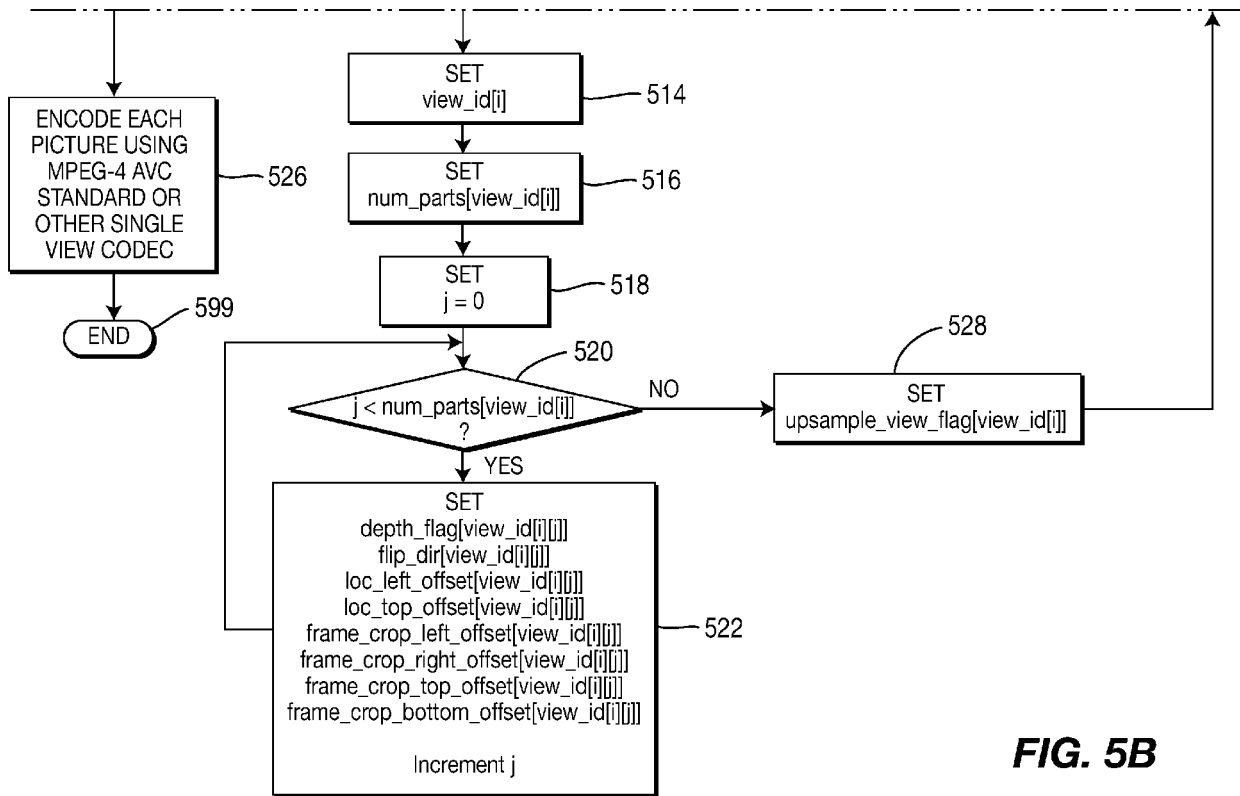 ENCODE EACH
PICTURE USING
MPEG-4 AVC
STANDARD OR
OTHER SINGLE
VIEW CODEC
526
END
599
SET
view_id[i]
514
SET
num_parts[view_id[i]]
516
SET
j = 0
518
520
j < num_parts[view_id[i]]
?
NO
YES
528
SET
upsample_view_flag[view_id[i]]
SET
depth_flag[view_id[i][j]]
flip_dir[view_id[i][j]]
loc_left_offset[view_id[i][j]]
loc_top_offset[view_id[i][j]]
frame_crop_left_offset[view_id[i][j]]
frame_crop_right_offset[view_id[i][j]]
frame_crop_top_offset[view_id[i][j]]
frame_crop_bottom_offset[view_id[i][j]]
Increment j
522
FIG. 5B